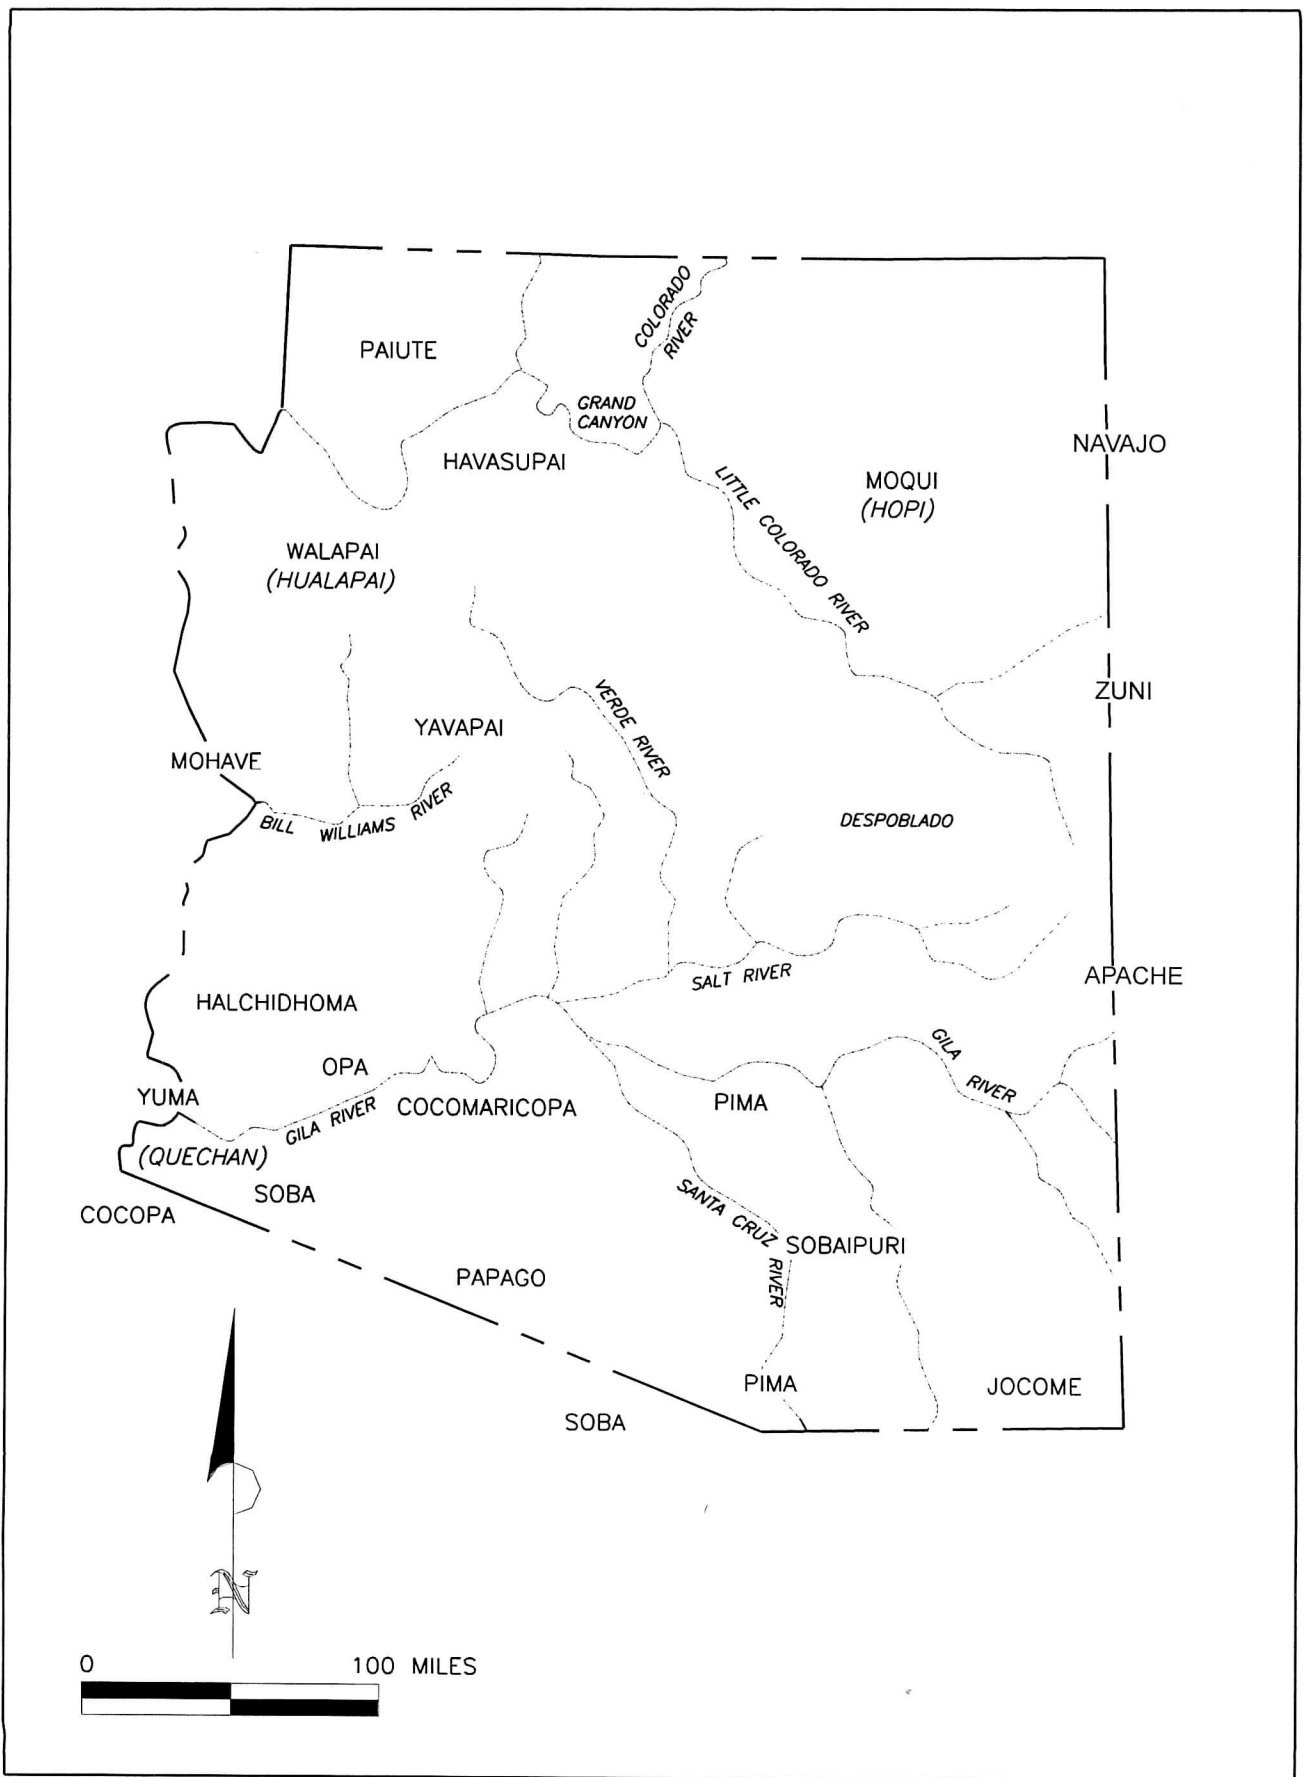 COLORADO
RIVER
PAIUTE
GRAND
CANYON
NAVAJO
HAVASUPAI
MOQUI
(HOPI)
LITTLE COLORADO RIVER
WALAPAI
(HUALAPAI)
ZUNI
VERDE RIVER
YAVAPAI
MOHAVE
BILL WILLIAMS RIVER
DESPOBLADO
SALT RIVER
APACHE
HALCHIDHOMA
GILA RIVER
OPA
YUMA
GILA RIVER
COCOMARICOPA
PIMA
(QUECHAN)
SOBA
SANTA CRUZ RIVER
COCOPA
SOBAIPURI
PAPAGO
PIMA
JOCOME
SOBA
N
0 100 MILES